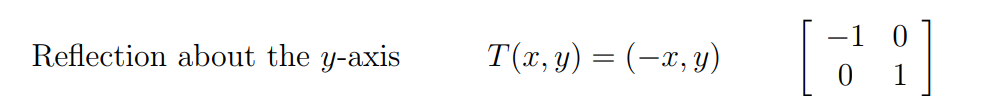 Reflection about the y-axis T(x, y) = (−x, y) [ −1 0
0 1 ]